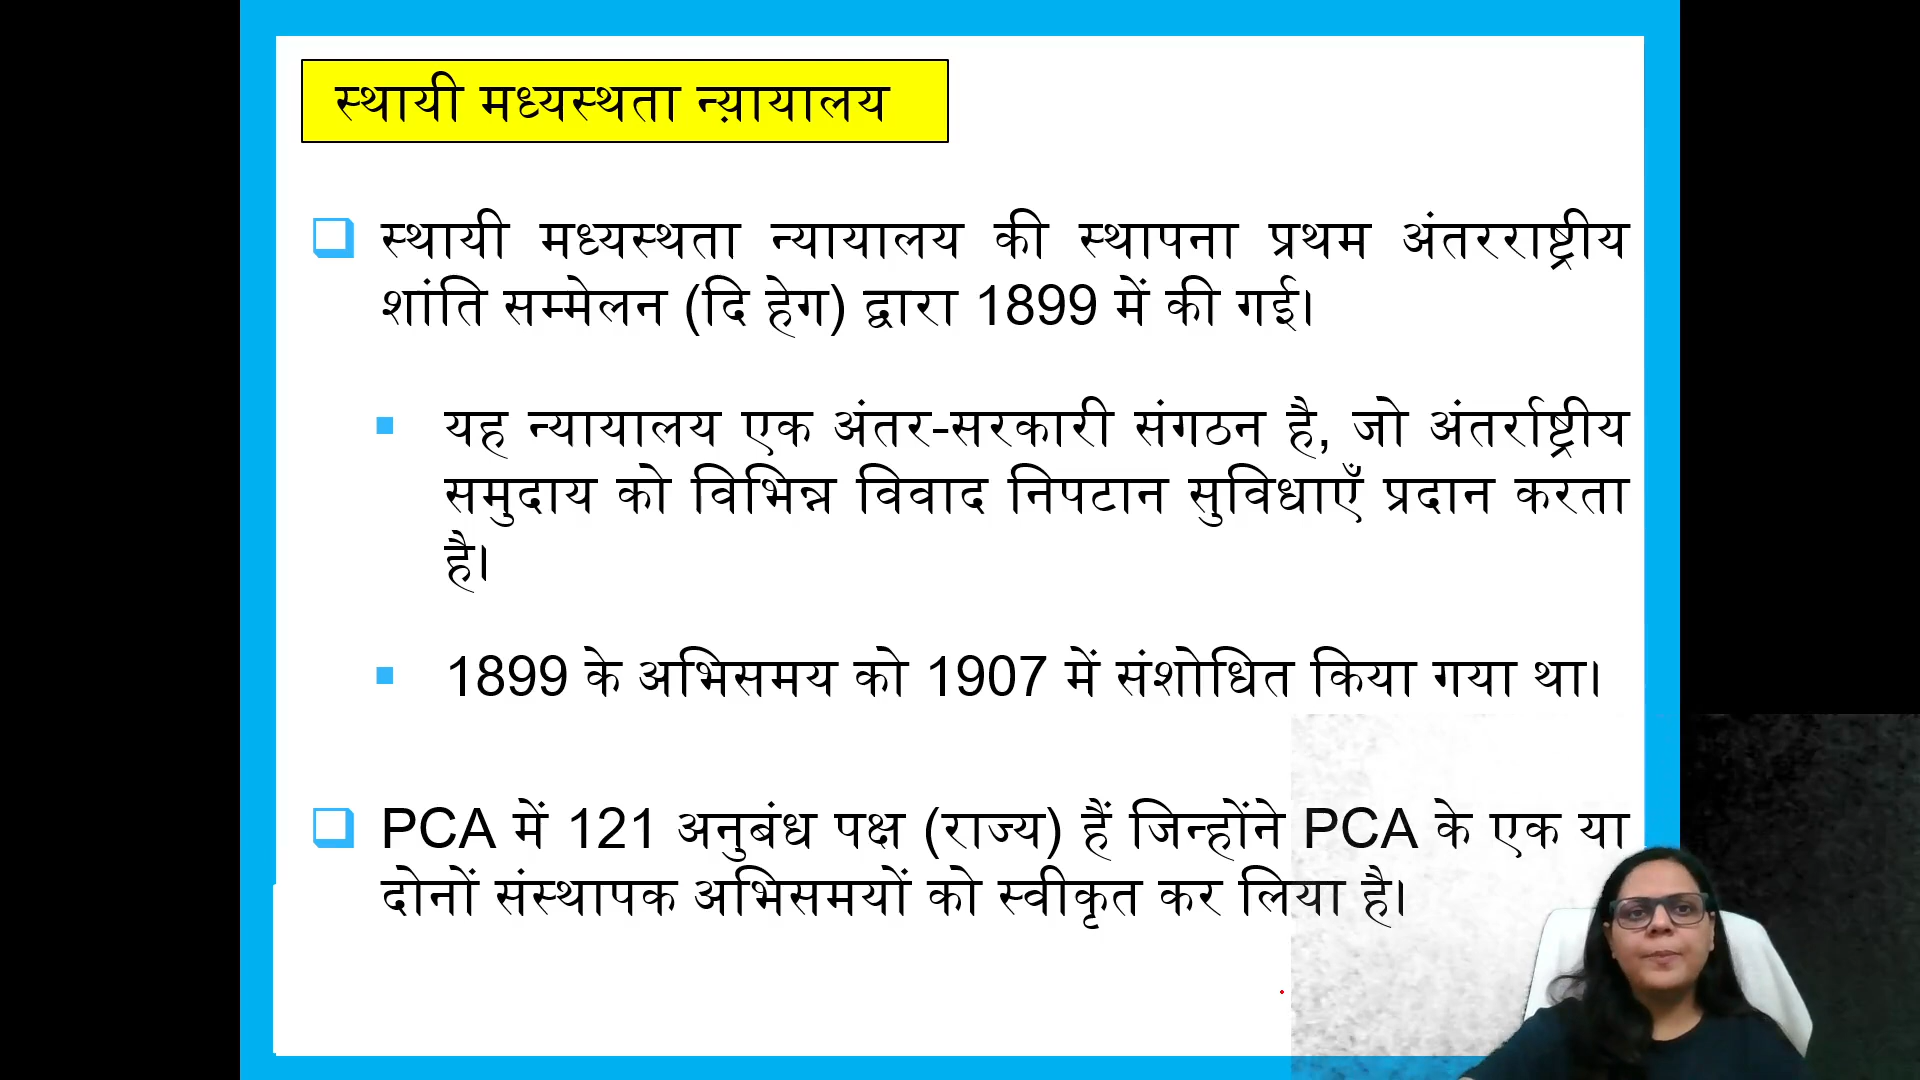 स्थायी मध्यस्थता न्य़ायालय
स्थायी मध्यस्थता न्यायालय की स्थापना प्रथम अंतरराष्ट्रीय
शांति सम्मेलन (दि हेग) द्वारा 1899 में की गई।
यह न्यायालय एक अंतर-सरकारी संगठन है, जो अंतर्राष्ट्रीय
समुदाय को विभिन्न विवाद निपटान सुविधाएँ प्रदान करता
है।
1899 के अभिसमय को 1907 में संशोधित किया गया था।
PCA में 121 अनुबंध पक्ष (राज्य) हैं जिन्होंने PCA के एक या
दोनों संस्थापक अभिसमयों को स्वीकृत कर लिया है।